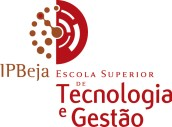 IPBeja ESCOLA SUPERIOR
DE
Tecnologia
e Gestão